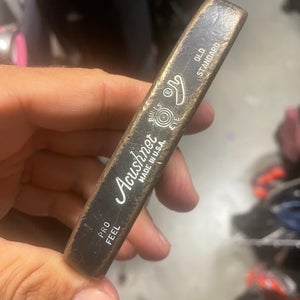 OLD
STANDARD
Acushnet
MADE IN U.S.A.
PRO
FEEL